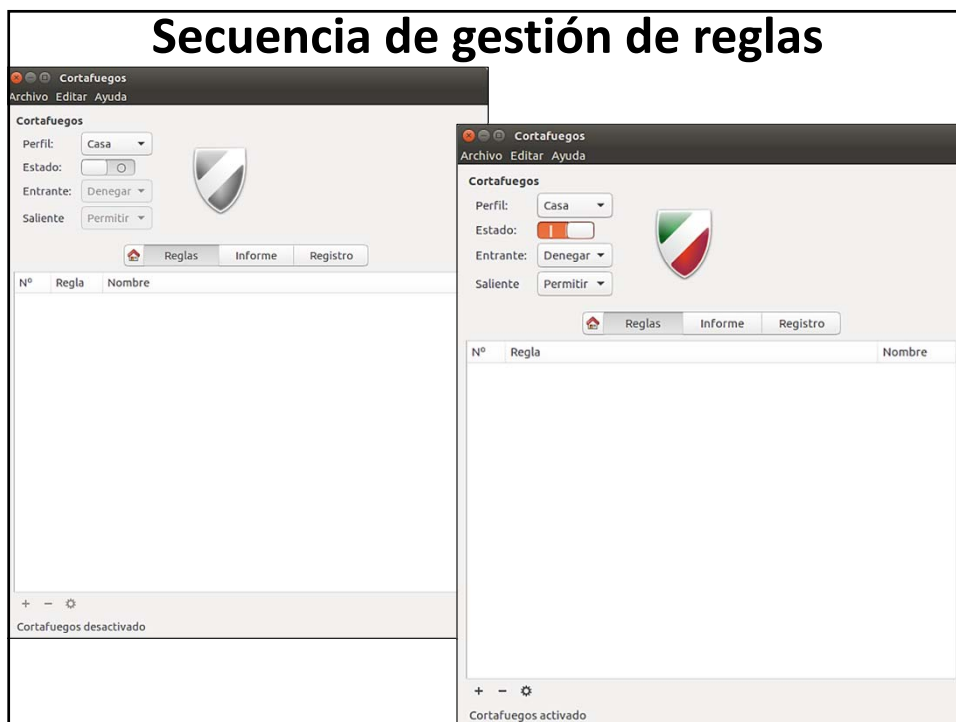 Secuencia de gestión de reglas
Cortafuegos
Archivo Editar Ayuda
Cortafuegos
Perfil: Casa
Estado:
Entrante: Denegar
Saliente Permitir
Reglas Informe Registro
Nº Regla Nombre
Cortafuegos desactivado
Cortafuegos
Archivo Editar Ayuda
Cortafuegos
Perfil: Casa
Estado:
Entrante: Denegar
Saliente Permitir
Reglas Informe Registro
Nº Regla Nombre
Cortafuegos activado